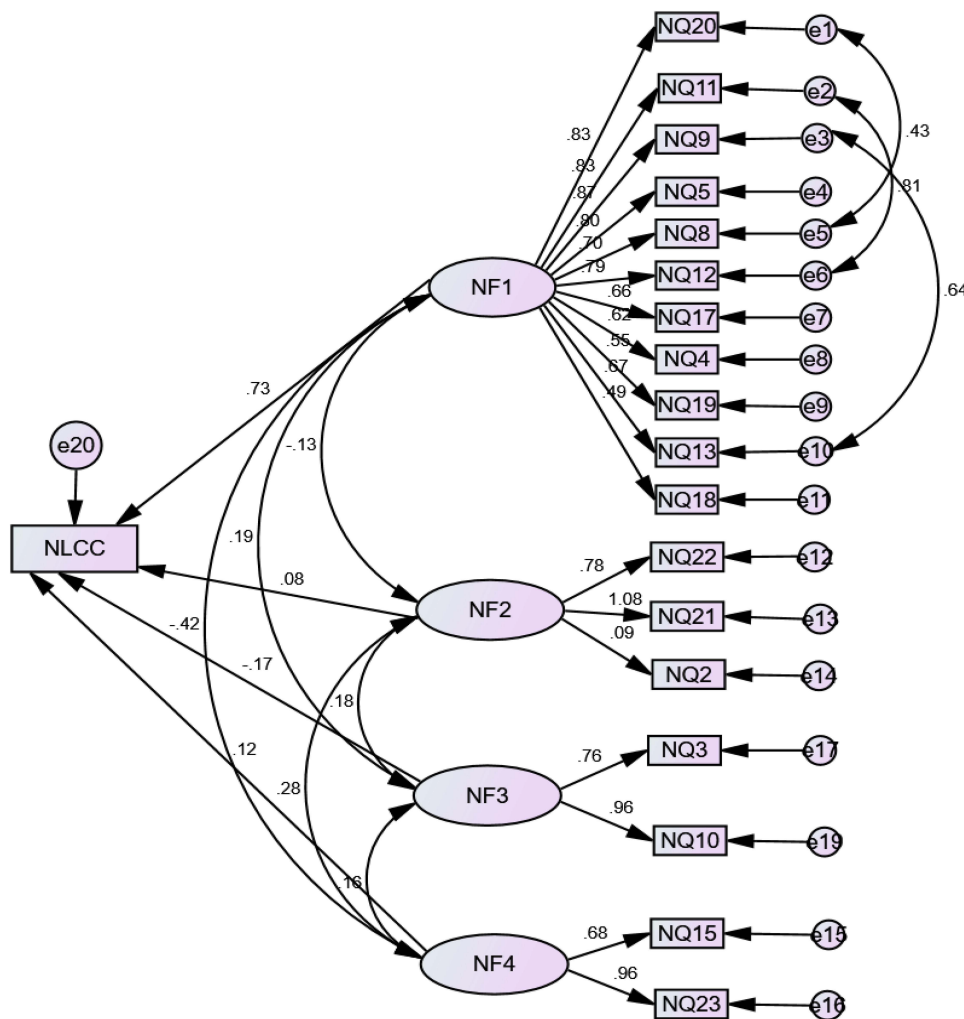 NQ20
e1
NQ11
e2
.43
.83
NQ9
e3
.83
.87
NQ5
e4
.81
.80
NQ8
e5
.70
.79
NQ12
e6
NF1
.66
NQ17
e7
.64
.62
.55
NQ4
e8
.67
.49
NQ19
e9
.73
e20
-.13
NQ13
e10
NQ18
e11
.19
NLCC
NQ22
e12
.78
.08
NF2
1.08
NQ21
e13
-.42
.09
-.17
NQ2
e14
.18
.12
.76
NQ3
e17
.28
NF3
.96
NQ10
e19
.16
.68
NQ15
e15
NF4
.96
NQ23
e16